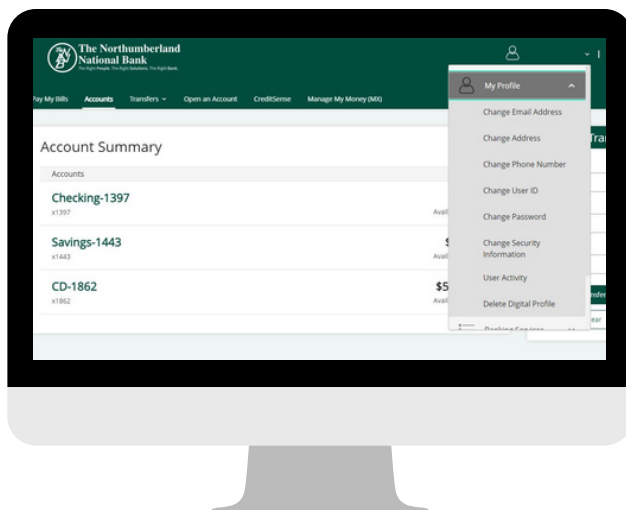 The Northumberland
National Bank
The Right People. The Right Solutions. The Right Bank.
Pay My Bills Accounts Transfers Open an Account CreditSense Manage My Money (MX)
My Profile
Change Email Address
Change Address
Change Phone Number
Change User ID
Change Password
Change Security
Information
User Activity
Delete Digital Profile
Banking Services
Account Summary
Accounts
Checking-1397
x1397
Savings-1443
x1443
$
CD-1862
$5
x1862